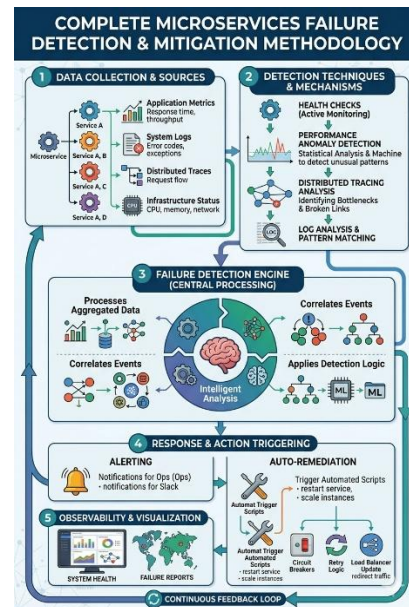 COMPLETE MICROSERVICES FAILURE
DETECTION & MITIGATION METHODOLOGY
1 DATA COLLECTION & SOURCES
Microservice
Service A
Service A, B
Service A, C
Service A, D
Application Metrics
Response time,
throughput
System Logs
Error codes,
exceptions
Distributed Traces
Request flow
CPU
Infrastructure Status
CPU, memory, network
2 DETECTION TECHNIQUES
& MECHANISMS
HEALTH CHECKS
(Active Monitoring)
PERFORMANCE
ANOMALY DETECTION
Statistical Analysis & Machine
to detect unusual patterns
DISTRIBUTED TRACING
ANALYSIS
Identifying Bottlenecks
& Broken Links
LOG
LOG ANALYSIS &
PATTERN MATCHING
3 FAILURE DETECTION ENGINE
(CENTRAL PROCESSING)
Processes
Aggregated Data
Correlates Events
Correlates Events
Intelligent
Analysis
Applies Detection Logic
ML
ML
4 RESPONSE & ACTION TRIGGERING
ALERTING
Notifications for Ops (Ops)
· notifications for Slack
AUTO-REMEDIATION
Automat Trigger
Scripts
Trigger Automated Scripts
• restart service,
• scale instances
Automat Trigger
Automated Scripts
• restart service
• scale instances
Circuit
Breakers
Retry
Logic
Load Balancer
Update
redirect traffic
5 OBSERVABILITY & VISUALIZATION
SYSTEM HEALTH
FAILURE REPORTS
CONTINUOUS FEEDBACK LOOP